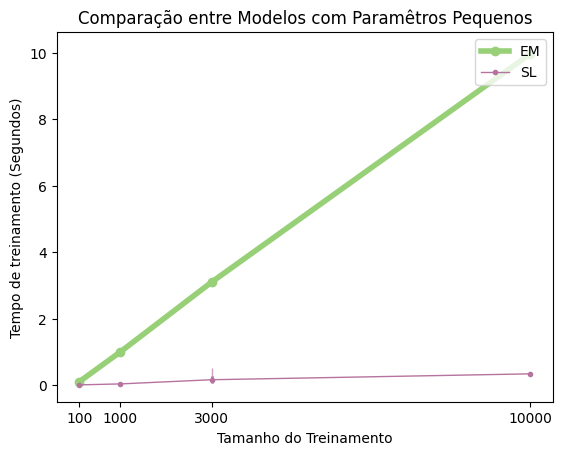 Comparação entre Modelos com Paramêtros Pequenos
EM
SL
Tempo de treinamento (Segundos)
10
8
6
4
2
0
100 1000 3000 10000
Tamanho do Treinamento